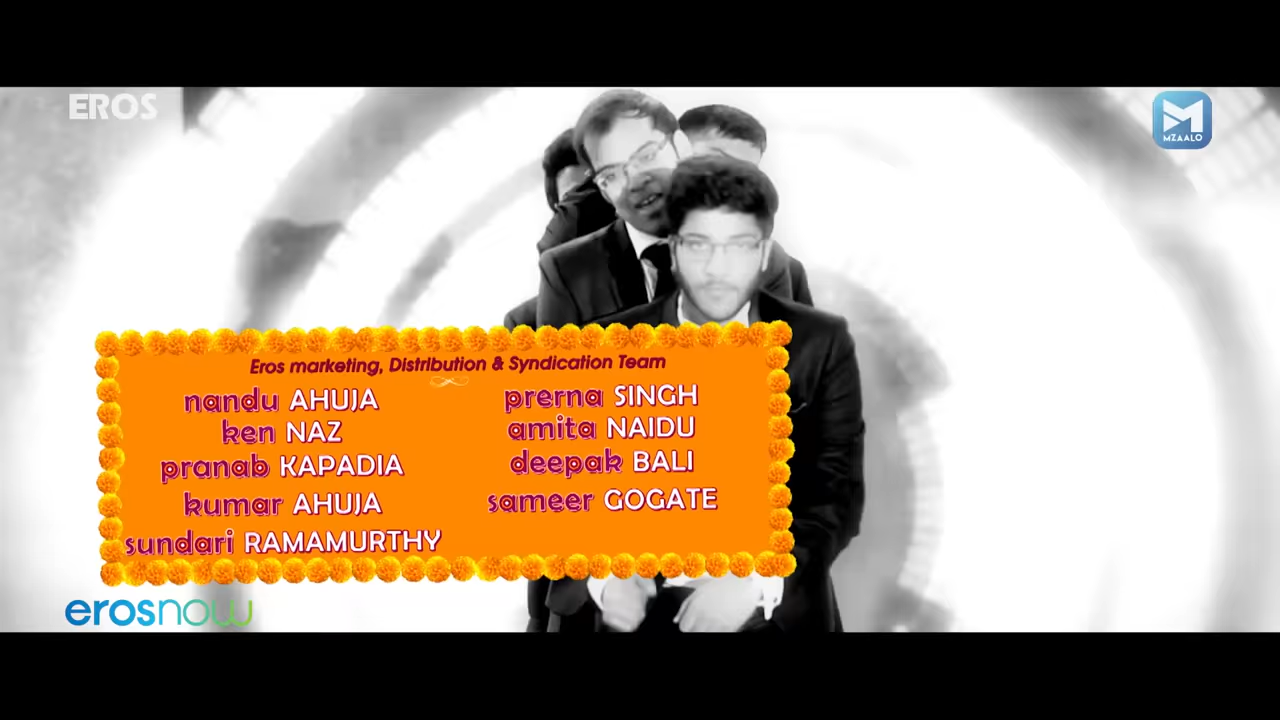 EROS
MZAALO
Eros marketing, Distribution & Syndication Team
nandu AHUJA
ken NAZ
pranab KAPADIA
kumar AHUJA
sundari RAMAMURTHY
prerna SINGH
amita NAIDU
deepak BALI
sameer GOGATE
erosnow